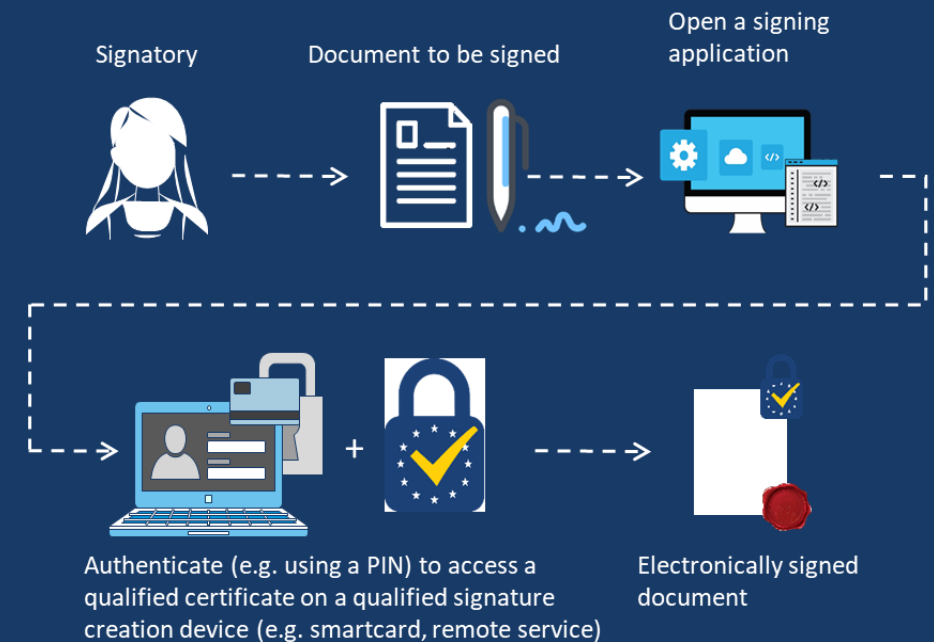 Signatory
Document to be signed
Open a signing
application
</>
</>
</>
+
Authenticate (e.g. using a PIN) to access a
qualified certificate on a qualified signature
creation device (e.g. smartcard, remote service)
Electronically signed
document